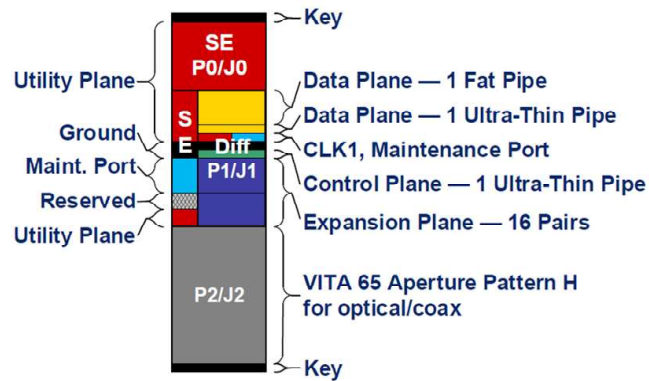 Key
SE
P0/J0
Utility Plane
Data Plane — 1 Fat Pipe
Data Plane — 1 Ultra-Thin Pipe
S
E
Ground
Diff
CLK1, Maintenance Port
Maint. Port
P1/J1
Control Plane — 1 Ultra-Thin Pipe
Reserved
Expansion Plane — 16 Pairs
Utility Plane
P2/J2
VITA 65 Aperture Pattern H
for optical/coax
Key